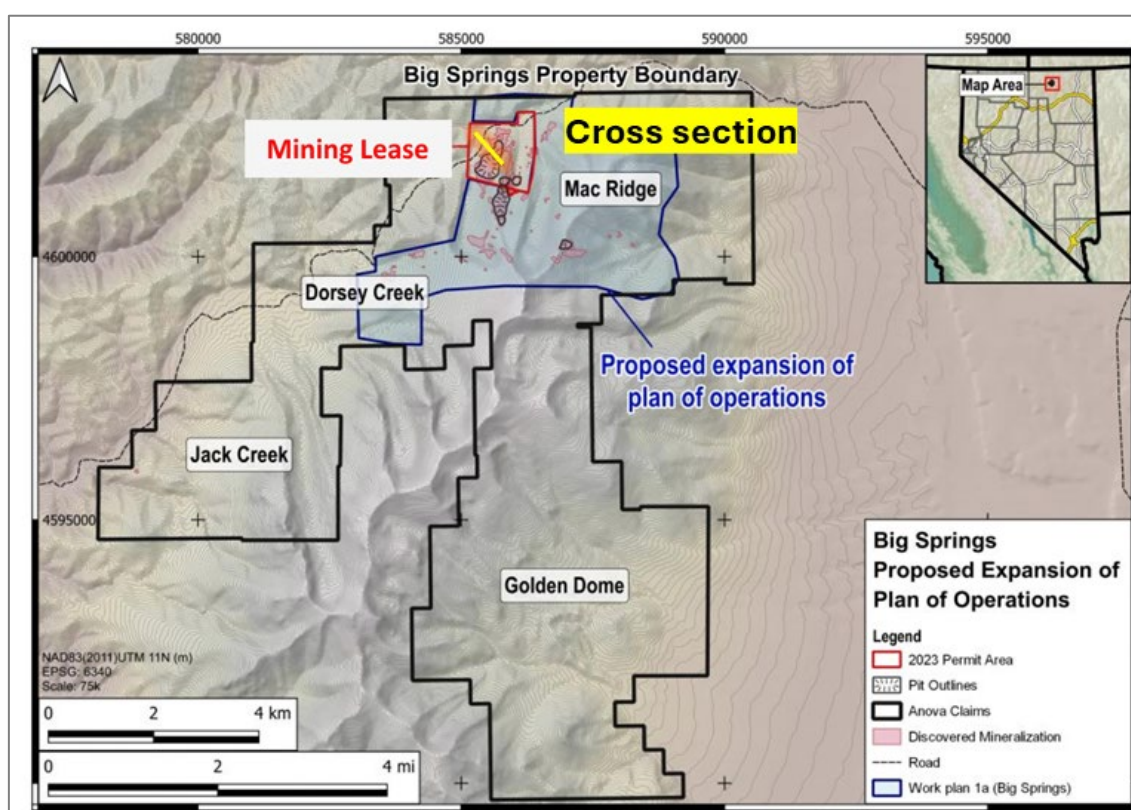 580000
585000
590000
595000
Big Springs Property Boundary
Map Area
Mining Lease
Cross section
Mac Ridge
4600000
Dorsey Creek
Proposed expansion of
plan of operations
Jack Creek
4595000
Golden Dome
NAD83(2011)UTM 11N (m)
EPSG: 6340
Scale: 75k
0 2 4 km
0 2 4 mi
Big Springs
Proposed Expansion of
Plan of Operations
Legend
2023 Permit Area
Pit Outlines
Anova Claims
Discovered Mineralization
Road
Work plan 1a (Big Springs)